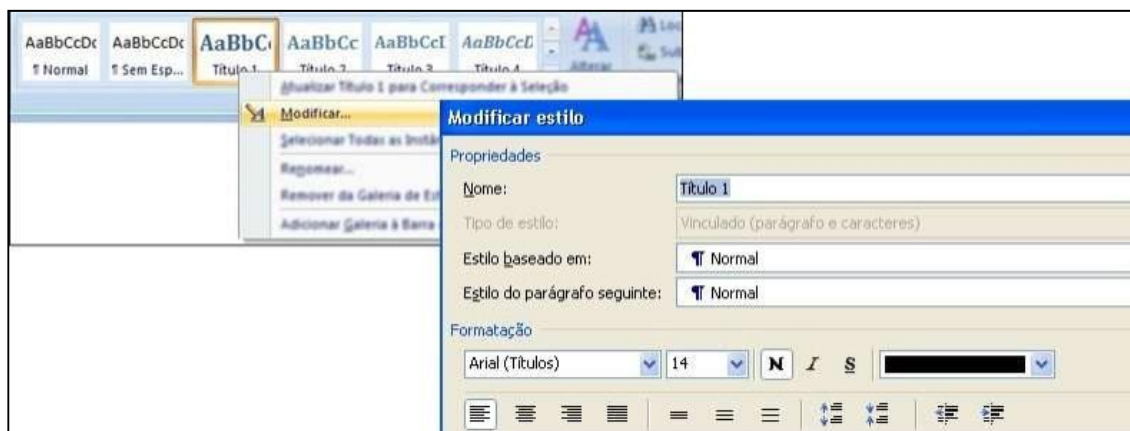 AaBbCcDc AaBbCcDc AaBbC AaBbCc AaBbCcI AaBbCcD
¶ Normal ¶ Sem Esp... Título 1 Título 2 Título 3 Título 4 Alterar
Atualizar Título 1 para Corresponder à Seleção
Modificar...
Selecionar Todas as
Renomear...
Remover da Galeria de
Adicionar Galeria à Barra
Modificar estilo
Propriedades
Nome: Título 1
Tipo de estilo: Vinculado (parágrafo e caracteres)
Estilo baseado em: ¶ Normal
Estilo do parágrafo seguinte: ¶ Normal
Formatação
Arial (Títulos) 14 N I S